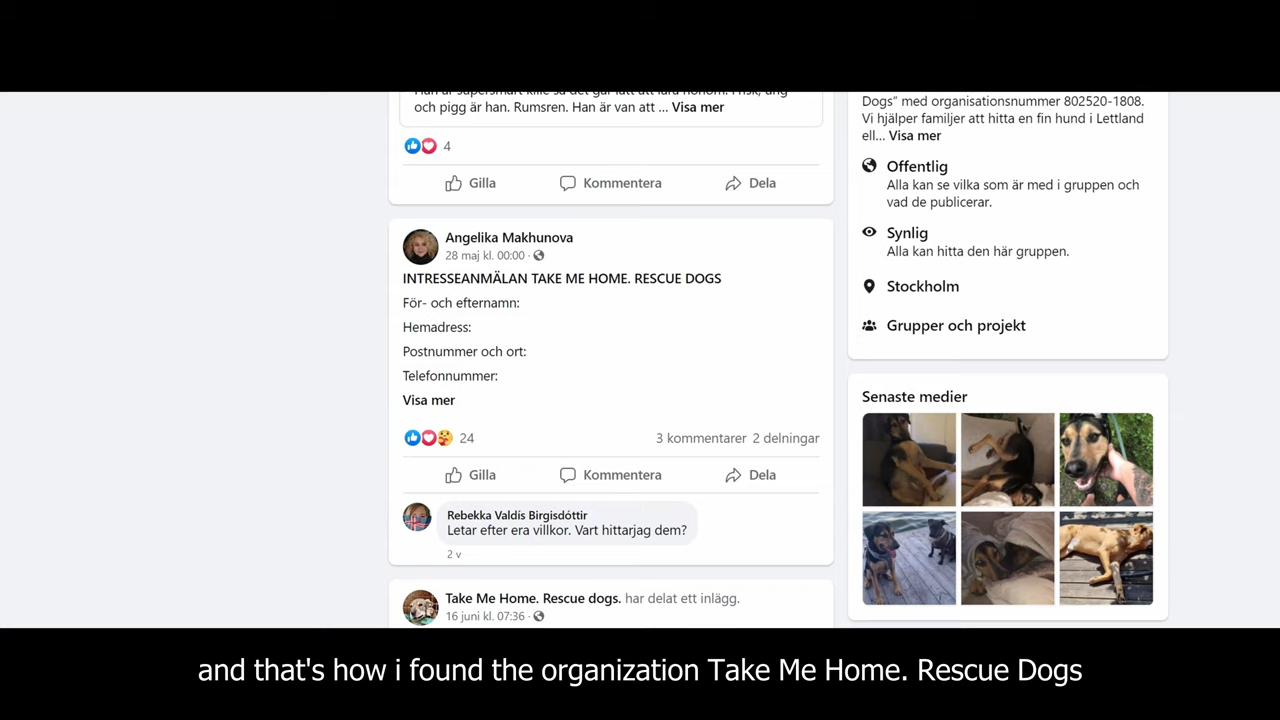 och pigg är han. Rumsren. Han är van att ... Visa mer
4
Gilla Kommentera Dela
Angelika Makhunova
28 maj kl. 00:00 ·
INTRESSEANMÄLAN TAKE ME HOME. RESCUE DOGS
För- och efternamn:
Hemadress:
Postnummer och ort:
Telefonnummer:
Visa mer
24 3 kommentarer 2 delningar
Gilla Kommentera Dela
Rebekka Valdís Birgisdóttir
Letar efter era villkor. Vart hittarjag dem?
2 v
Take Me Home. Rescue dogs. har delat ett inlägg.
16 juni kl. 07:36 ·
Dogs” med organisationsnummer 802520-1808.
Vi hjälper familjer att hitta en fin hund i Lettland
ell... Visa mer
Offentlig
Alla kan se vilka som är med i gruppen och
vad de publicerar.
Synlig
Alla kan hitta den här gruppen.
Stockholm
Grupper och projekt
Senaste medier
and that's how i found the organization Take Me Home. Rescue Dogs